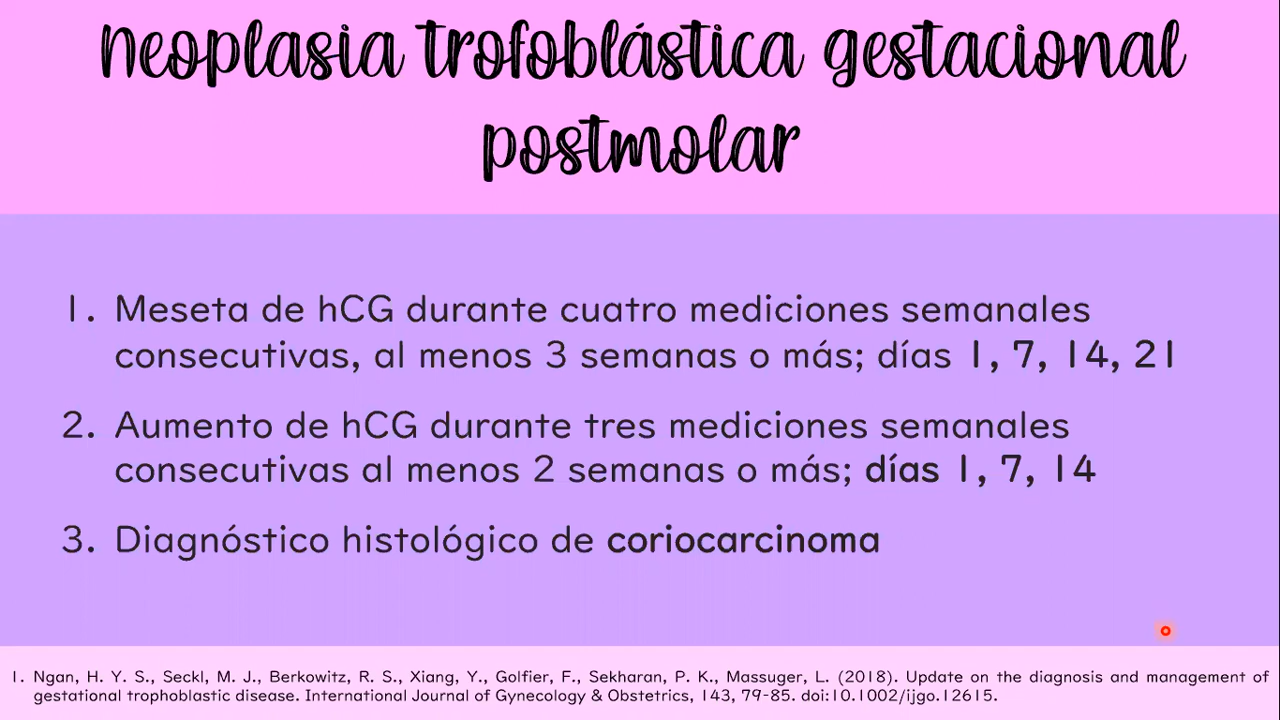 Neoplasia trofoblástica gestacional
postmolar
1. Meseta de hCG durante cuatro mediciones semanales
consecutivas, al menos 3 semanas o más; días 1, 7, 14, 21
2. Aumento de hCG durante tres mediciones semanales
consecutivas al menos 2 semanas o más; días 1, 7, 14
3. Diagnóstico histológico de coriocarcinoma
1. Ngan, H. Y. S., Seckl, M. J., Berkowitz, R. S., Xiang, Y., Golfier, F., Sekharan, P. K., Massuger, L. (2018). Update on the diagnosis and management of
gestational trophoblastic disease. International Journal of Gynecology & Obstetrics, 143, 79-85. doi:10.1002/ijgo.12615.